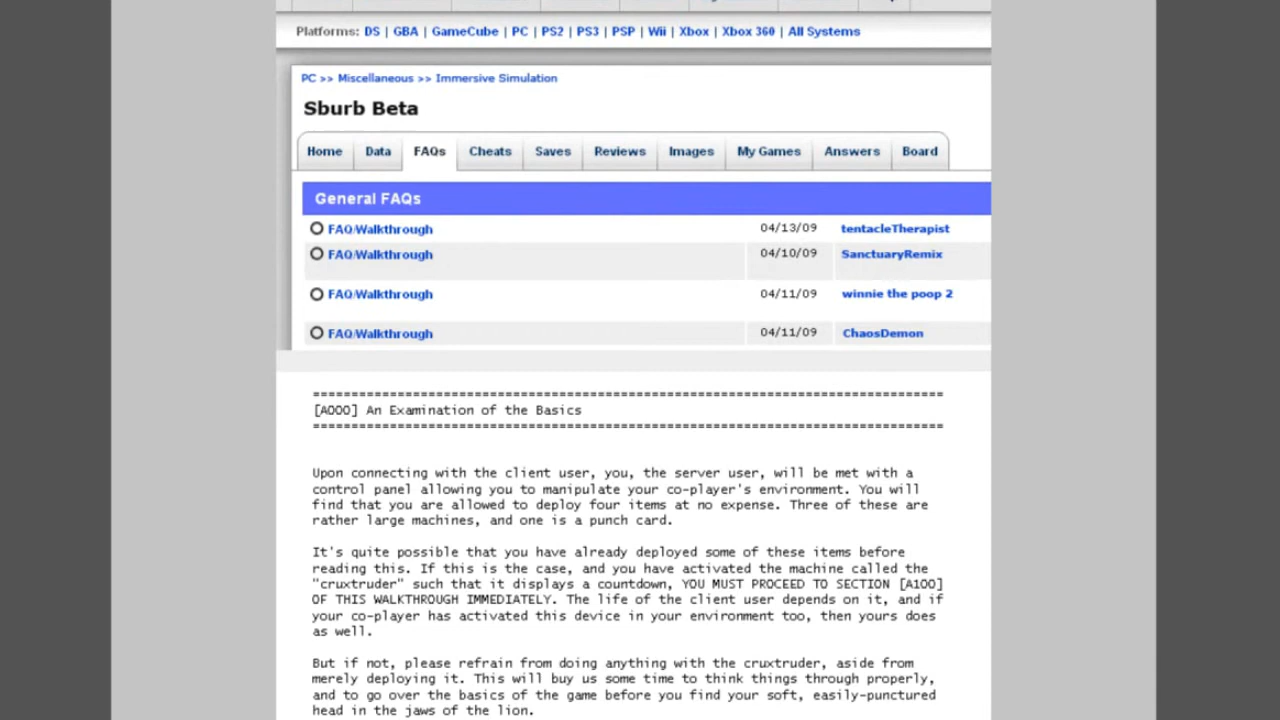 Platforms: DS | GBA | GameCube | PC | PS2 | PS3 | PSP | Wii | Xbox | Xbox 360 | All Systems
PC >> Miscellaneous >> Immersive Simulation
Sburb Beta
Home Data FAQs Cheats Saves Reviews Images My Games Answers Board
General FAQs
FAQ/Walkthrough 04/13/09 tentacleTherapist
FAQ/Walkthrough 04/10/09 SanctuaryRemix
FAQ/Walkthrough 04/11/09 winnie the poop 2
FAQ/Walkthrough 04/11/09 ChaosDemon
[A000] An Examination of the Basics
Upon connecting with the client user, you, the server user, will be met with a
control panel allowing you to manipulate your co-player's environment. You will
find that you are allowed to deploy four items at no expense. Three of these are
rather large machines, and one is a punch card.
It's quite possible that you have already deployed some of these items before
reading this. If this is the case, and you have activated the machine called the
"cruxtruder" such that it displays a countdown, YOU MUST PROCEED TO SECTION [A100]
OF THIS WALKTHROUGH IMMEDIATELY. The life of the client user depends on it, and if
your co-player has activated this device in your environment too, then yours does
as well.
But if not, please refrain from doing anything with the cruxtruder, aside from
merely deploying it. This will buy us some time to think things through properly,
and to go over the basics of the game before you find your soft, easily-punctured
head in the jaws of the lion.